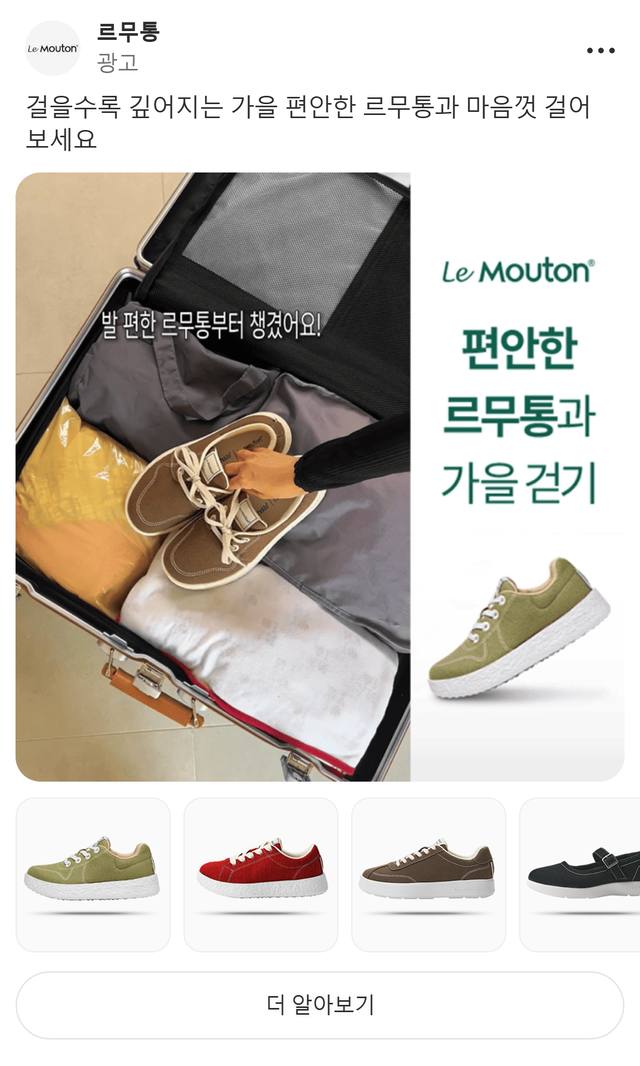 르무통
Le Mouton®
광고
걸을수록 깊어지는 가을 편안한 르무통과 마음껏 걸어
보세요
발 편한 르무통부터 챙겼어요!
Le Mouton®
편안한
르무통과
가을 걷기
더 알아보기